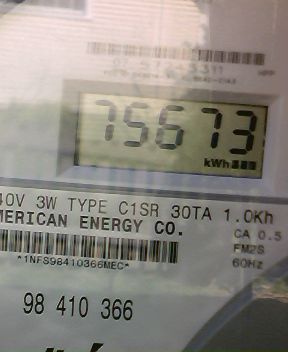 75673
kWh
40V 3W TYPE C1SR 30TA 1.0Kh
MERICAN ENERGY CO.
CA 0.5
FM2S
60Hz
*1NFS98410366MEC*
98 410 366